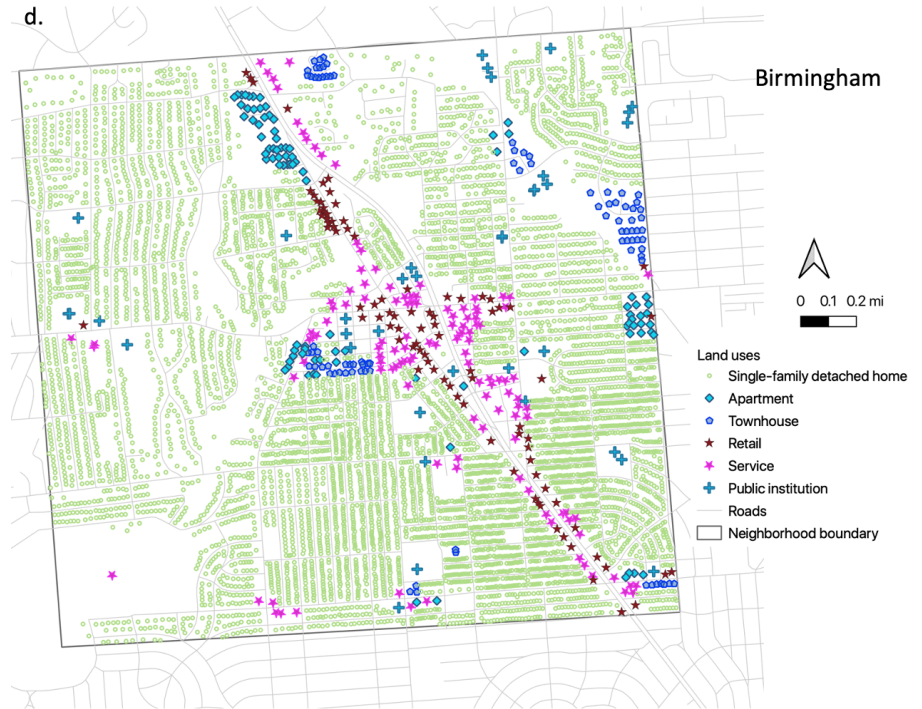 d.
Birmingham
0 0.1 0.2 mi
Land uses
Single-family detached home
Apartment
Townhouse
Retail
Service
Public institution
Roads
Neighborhood boundary